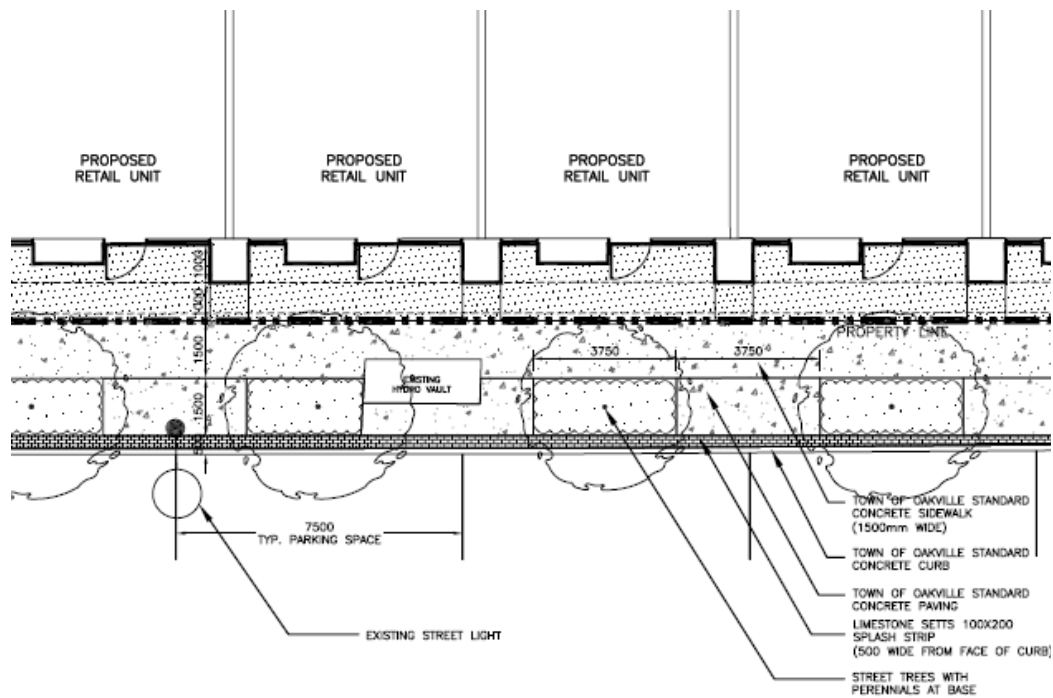 PROPOSED
RETAIL UNIT
PROPOSED
RETAIL UNIT
PROPOSED
RETAIL UNIT
PROPOSED
RETAIL UNIT
1000
1000
PROPERTY LINE
1500
3750
3750
EXISTING
HYDRO VAULT
1500
7500
TYP. PARKING SPACE
TOWN OF OAKVILLE STANDARD
CONCRETE SIDEWALK
(1500mm WIDE)
TOWN OF OAKVILLE STANDARD
CONCRETE CURB
TOWN OF OAKVILLE STANDARD
CONCRETE PAVING
LIMESTONE SETTS 100X200
SPLASH STRIP
(500 WIDE FROM FACE OF CURB)
EXISTING STREET LIGHT
STREET TREES WITH
PERENNIALS AT BASE